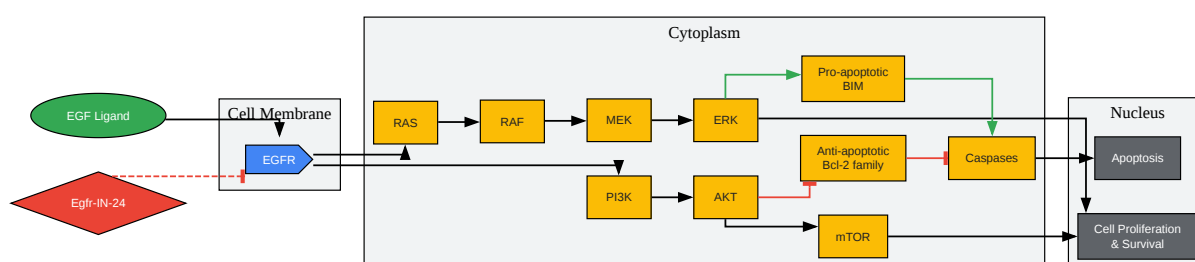 Cytoplasm
Cell Membrane
Nucleus
EGF Ligand
Egfr-IN-24
EGFR
RAS
RAF
MEK
ERK
Pro-apoptotic
BIM
Anti-apoptotic
Bcl-2 family
Caspases
Apoptosis
PI3K
AKT
mTOR
Cell Proliferation
& Survival